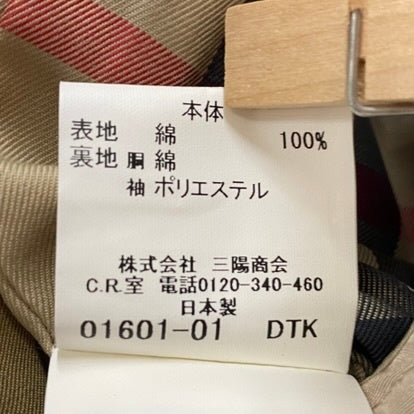 本体
表地 綿 100%
裏地 胴 綿
袖 ポリエステル
株式会社 三陽商会
C.R.室 電話0120-340-460
日本製
01601-01 DTK